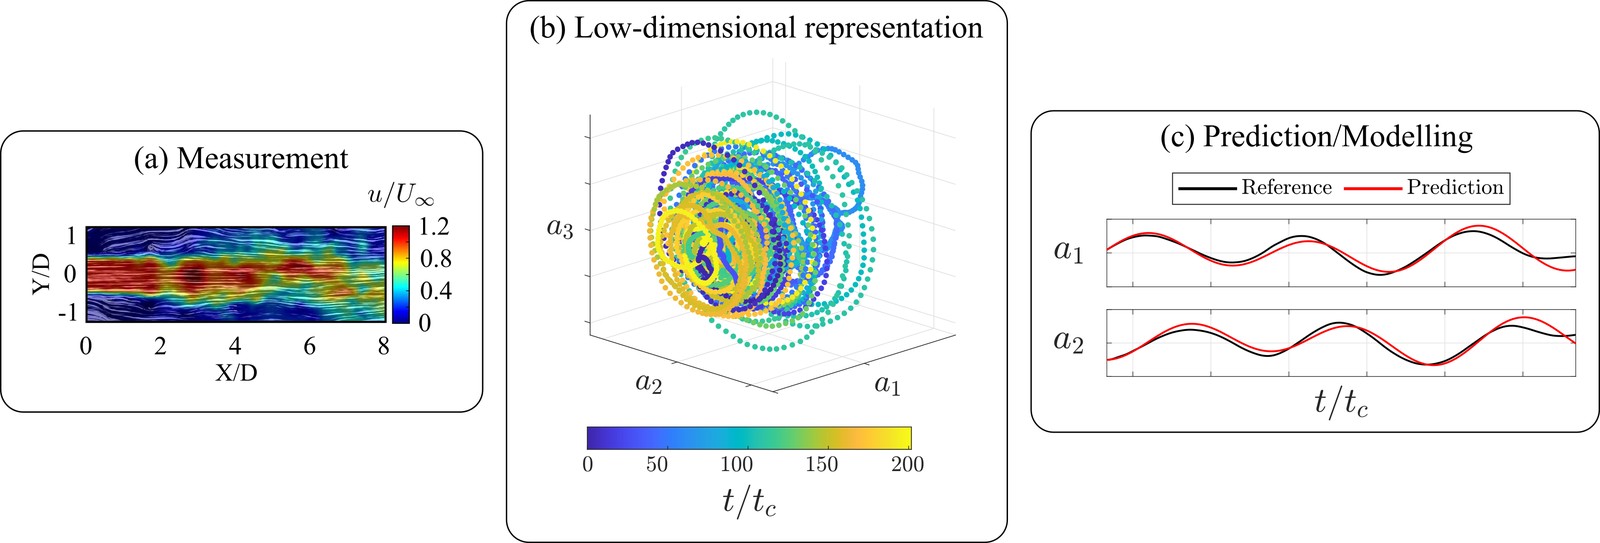 (a) Measurement
u/U∞
1.2
0.8
0.4
0
Y/D
1
0
-1
0 2 4 6 8
X/D
(b) Low-dimensional representation
a3
a2
a1
0 50 100 150 200
t/tc
(c) Prediction/Modelling
Reference Prediction
a1
a2
t/tc